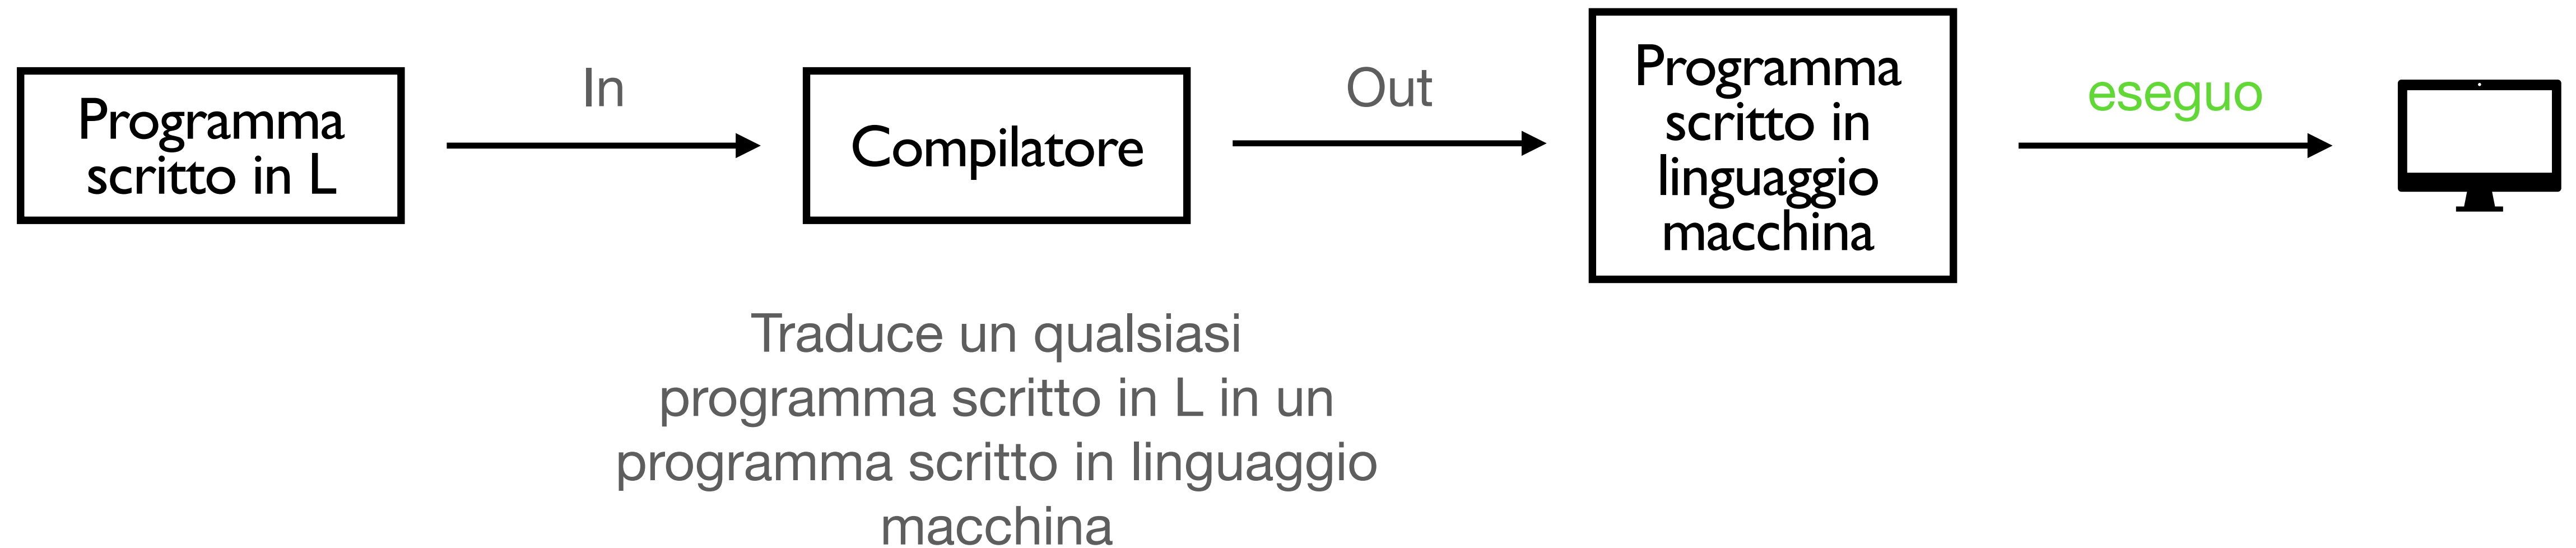 Programma
scritto in L
In
Compilatore
Out
Programma
scritto in
linguaggio
macchina
eseguo
Traduce un qualsiasi
programma scritto in L in un
programma scritto in linguaggio
macchina